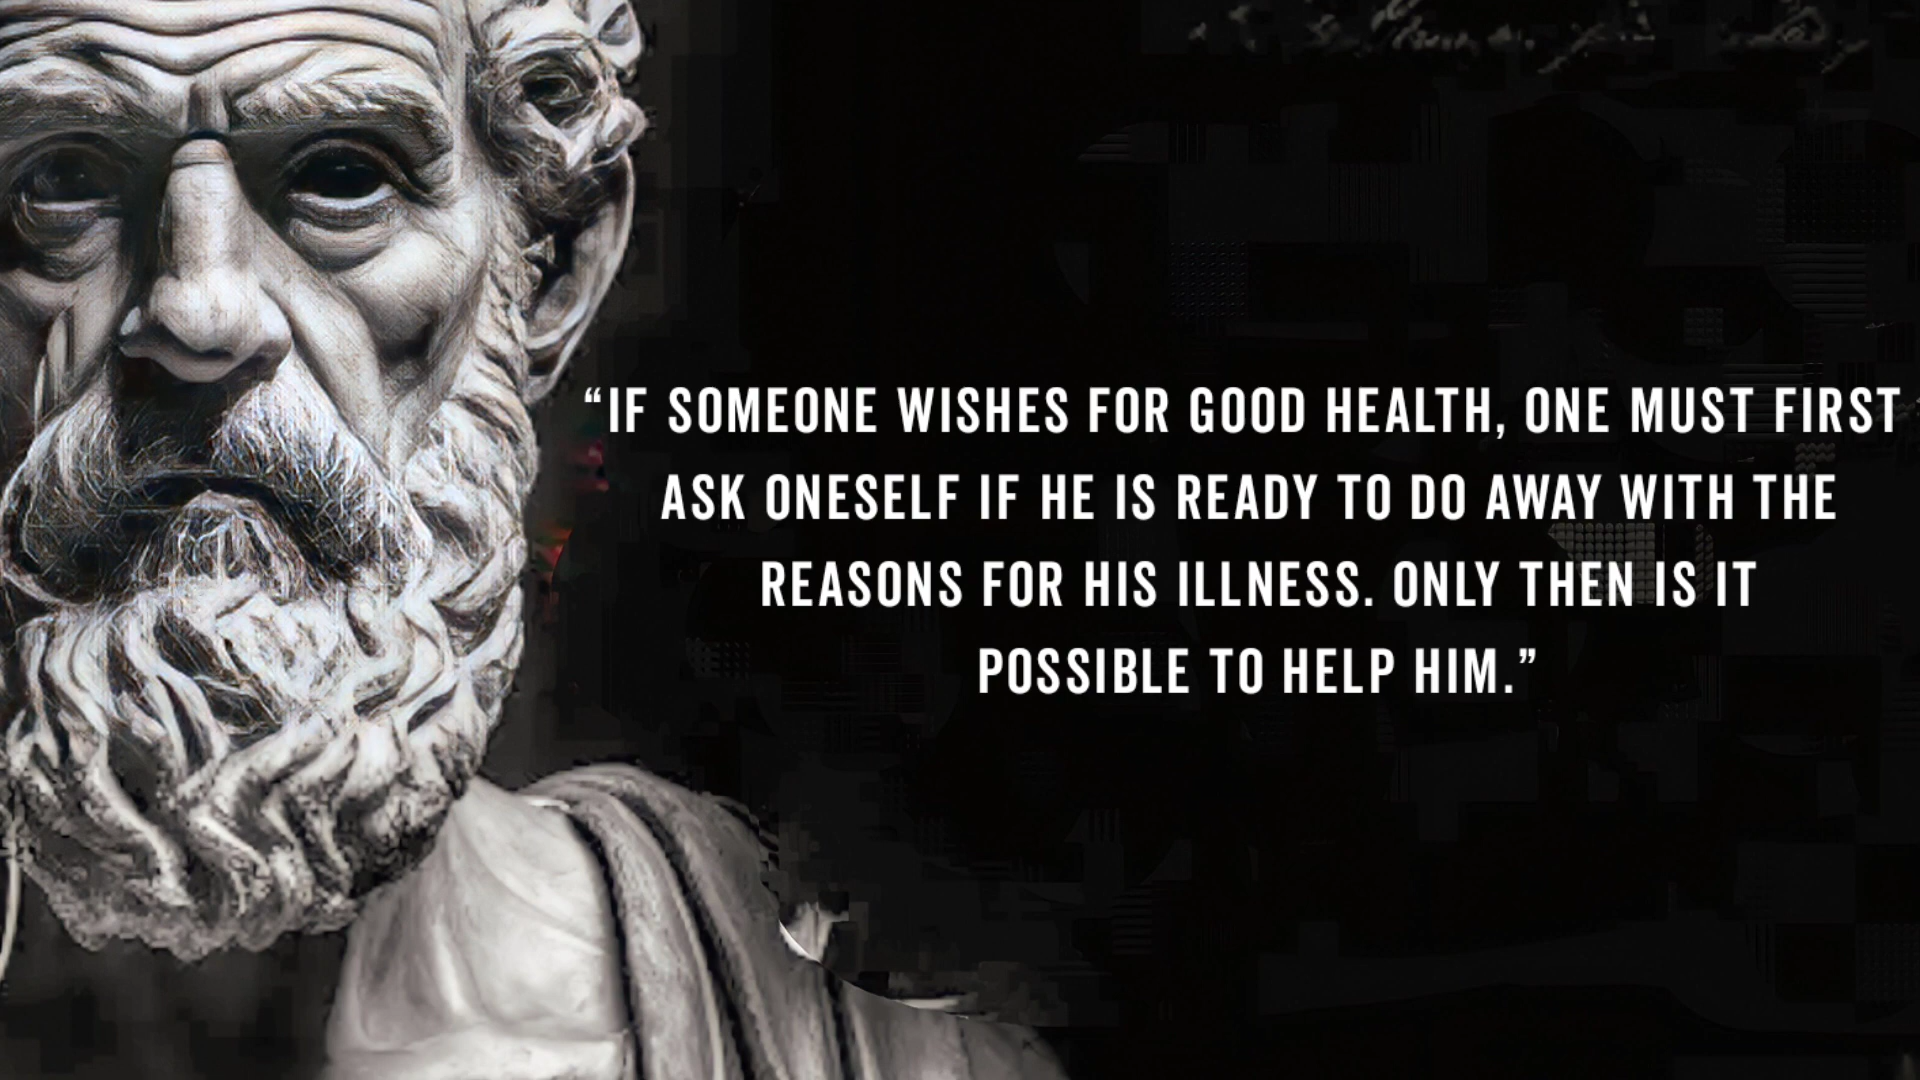 “IF SOMEONE WISHES FOR GOOD HEALTH, ONE MUST FIRST
ASK ONESELF IF HE IS READY TO DO AWAY WITH THE
REASONS FOR HIS ILLNESS. ONLY THEN IS IT
POSSIBLE TO HELP HIM.”